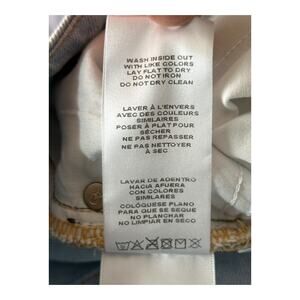 WASH INSIDE OUT
WITH LIKE COLORS
LAY FLAT TO DRY
DO NOT IRON
DO NOT DRY CLEAN
LAVER À L'ENVERS
AVEC DES COULEURS
SIMILAIRES
POSER À PLAT POUR
SÉCHER
NE PAS REPASSER
NE PAS NETTOYER
À SEC
LAVAR DE ADENTRO
HACIA AFUERA
CON COLORES
SIMILARES
COLÓQUESE PLANO
PARA QUE SE SEQUE
NO PLANCHAR
NO LIMPIAR EN SECO